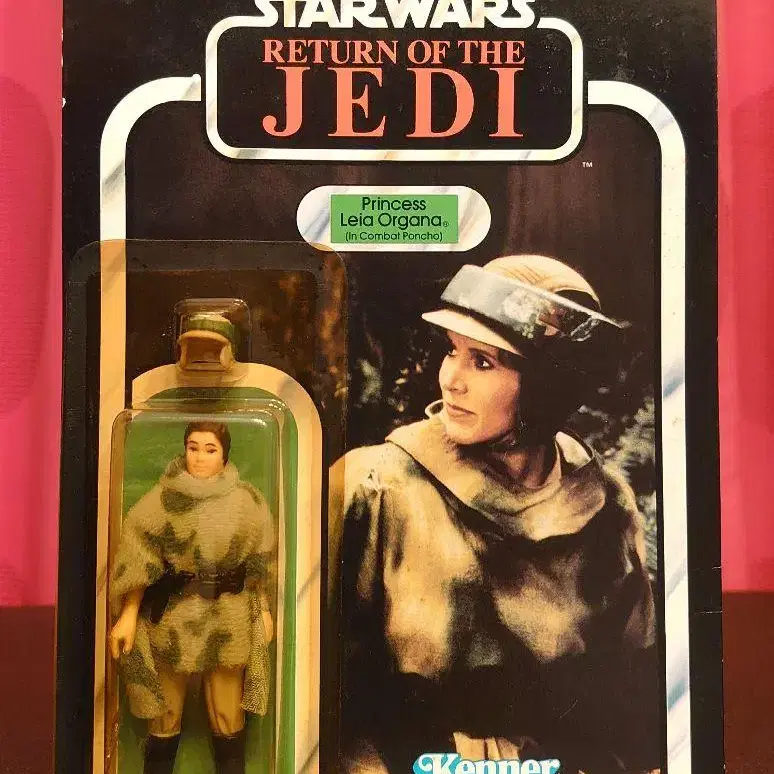 STAR WARS
RETURN OF THE
JEDI
™
Princess
Leia Organa®
(In Combat Poncho)
Kenner